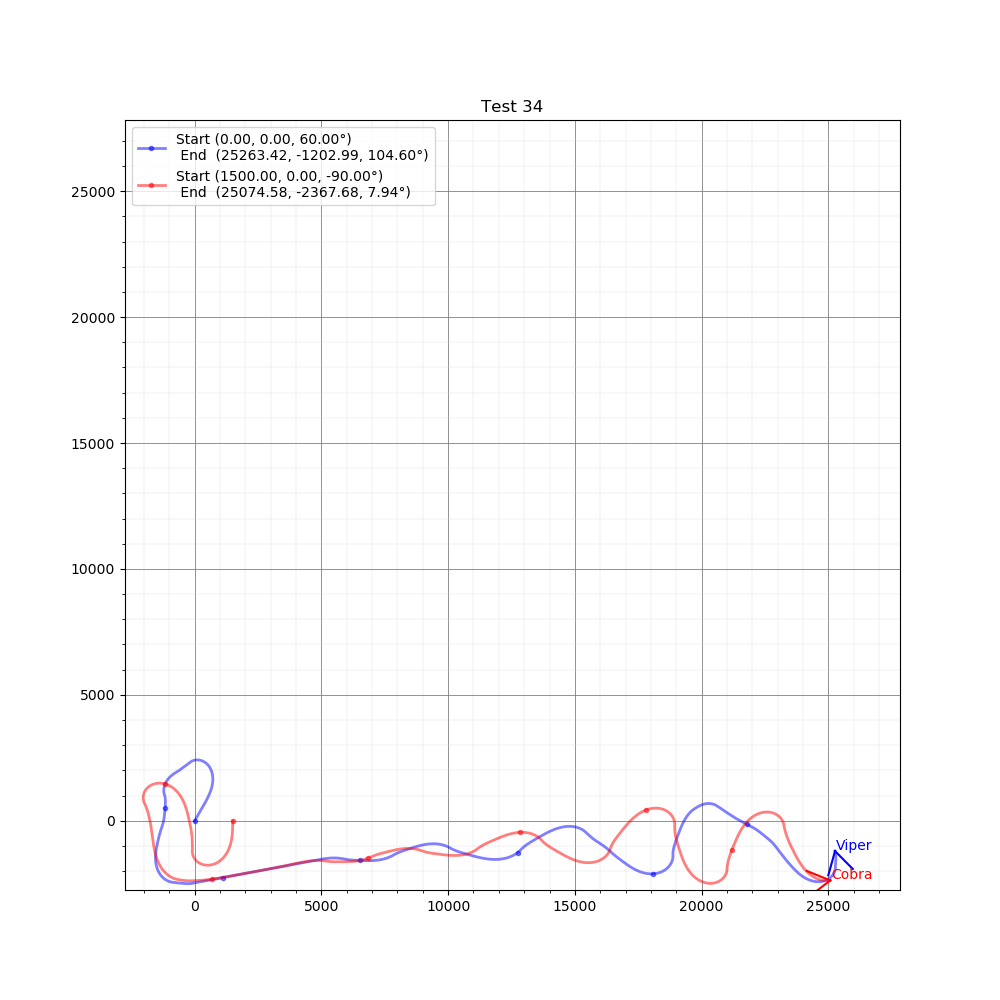 Test 34
Start (0.00, 0.00, 60.00°)
End (25263.42, -1202.99, 104.60°)
Start (1500.00, 0.00, -90.00°)
End (25074.58, -2367.68, 7.94°)
25000
20000
15000
10000
5000
0
Viper
Cobra
0 5000 10000 15000 20000 25000